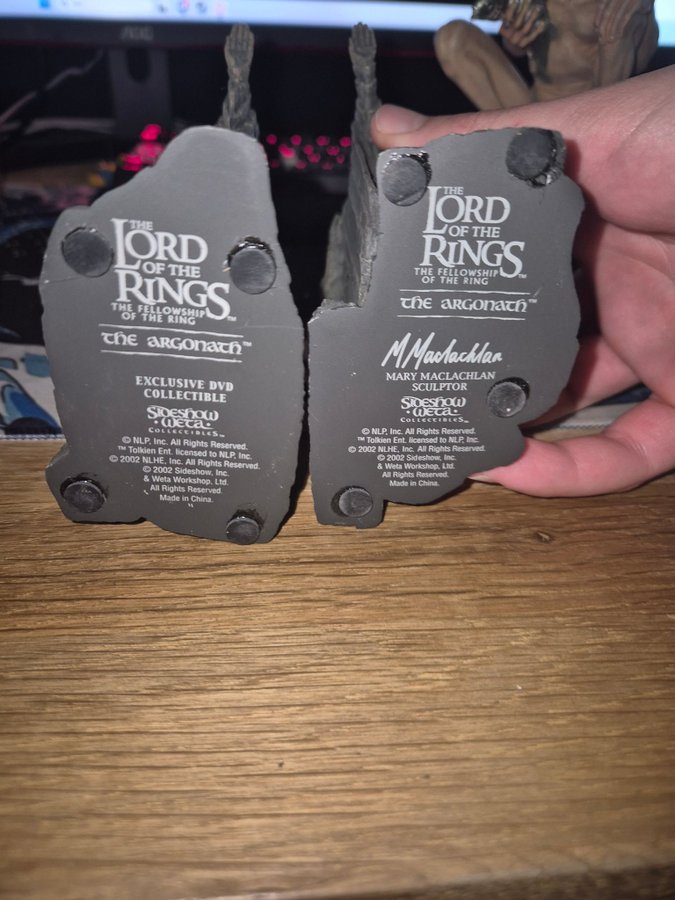 THE
LORD
OF THE
RINGS™
THE FELLOWSHIP
OF THE RING
THE ARGONATH™
EXCLUSIVE DVD
COLLECTIBLE
SIDESHOW
WETA
COLLECTIBLES™
© NLP, Inc. All Rights Reserved.
™ Tolkien Ent. licensed to NLP, Inc.
© 2002 NLHE, Inc. All Rights Reserved.
© 2002 Sideshow, Inc.
& Weta Workshop, Ltd.
All Rights Reserved.
Made in China.
THE
LORD
OF THE
RINGS™
THE FELLOWSHIP
OF THE RING
THE ARGONATH™
M Maclachlan
MARY MACLACHLAN
SCULPTOR
SIDESHOW
WETA
COLLECTIBLES™
© NLP, Inc. All Rights Reserved.
™ Tolkien Ent. licensed to NLP, Inc.
© 2002 NLHE, Inc. All Rights Reserved.
© 2002 Sideshow, Inc.
& Weta Workshop, Ltd.
All Rights Reserved.
Made in China.